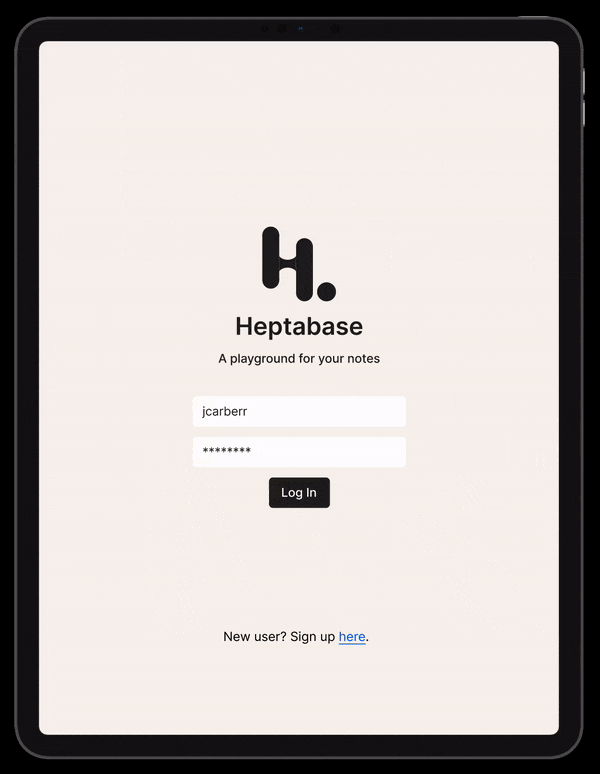 H.
Heptabase
A playground for your notes
jcarberr
********
Log In
New user? Sign up here.